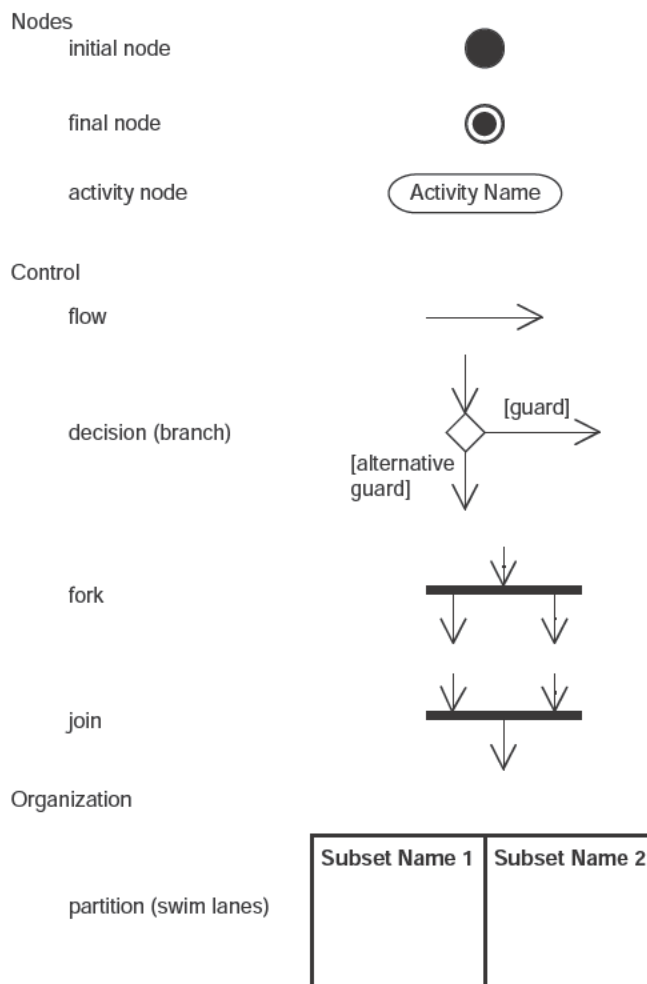 Nodes
initial node
final node
activity node
Activity Name
Control
flow
decision (branch)
[guard]
[alternative
guard]
fork
join
Organization
partition (swim lanes)
Subset Name 1
Subset Name 2